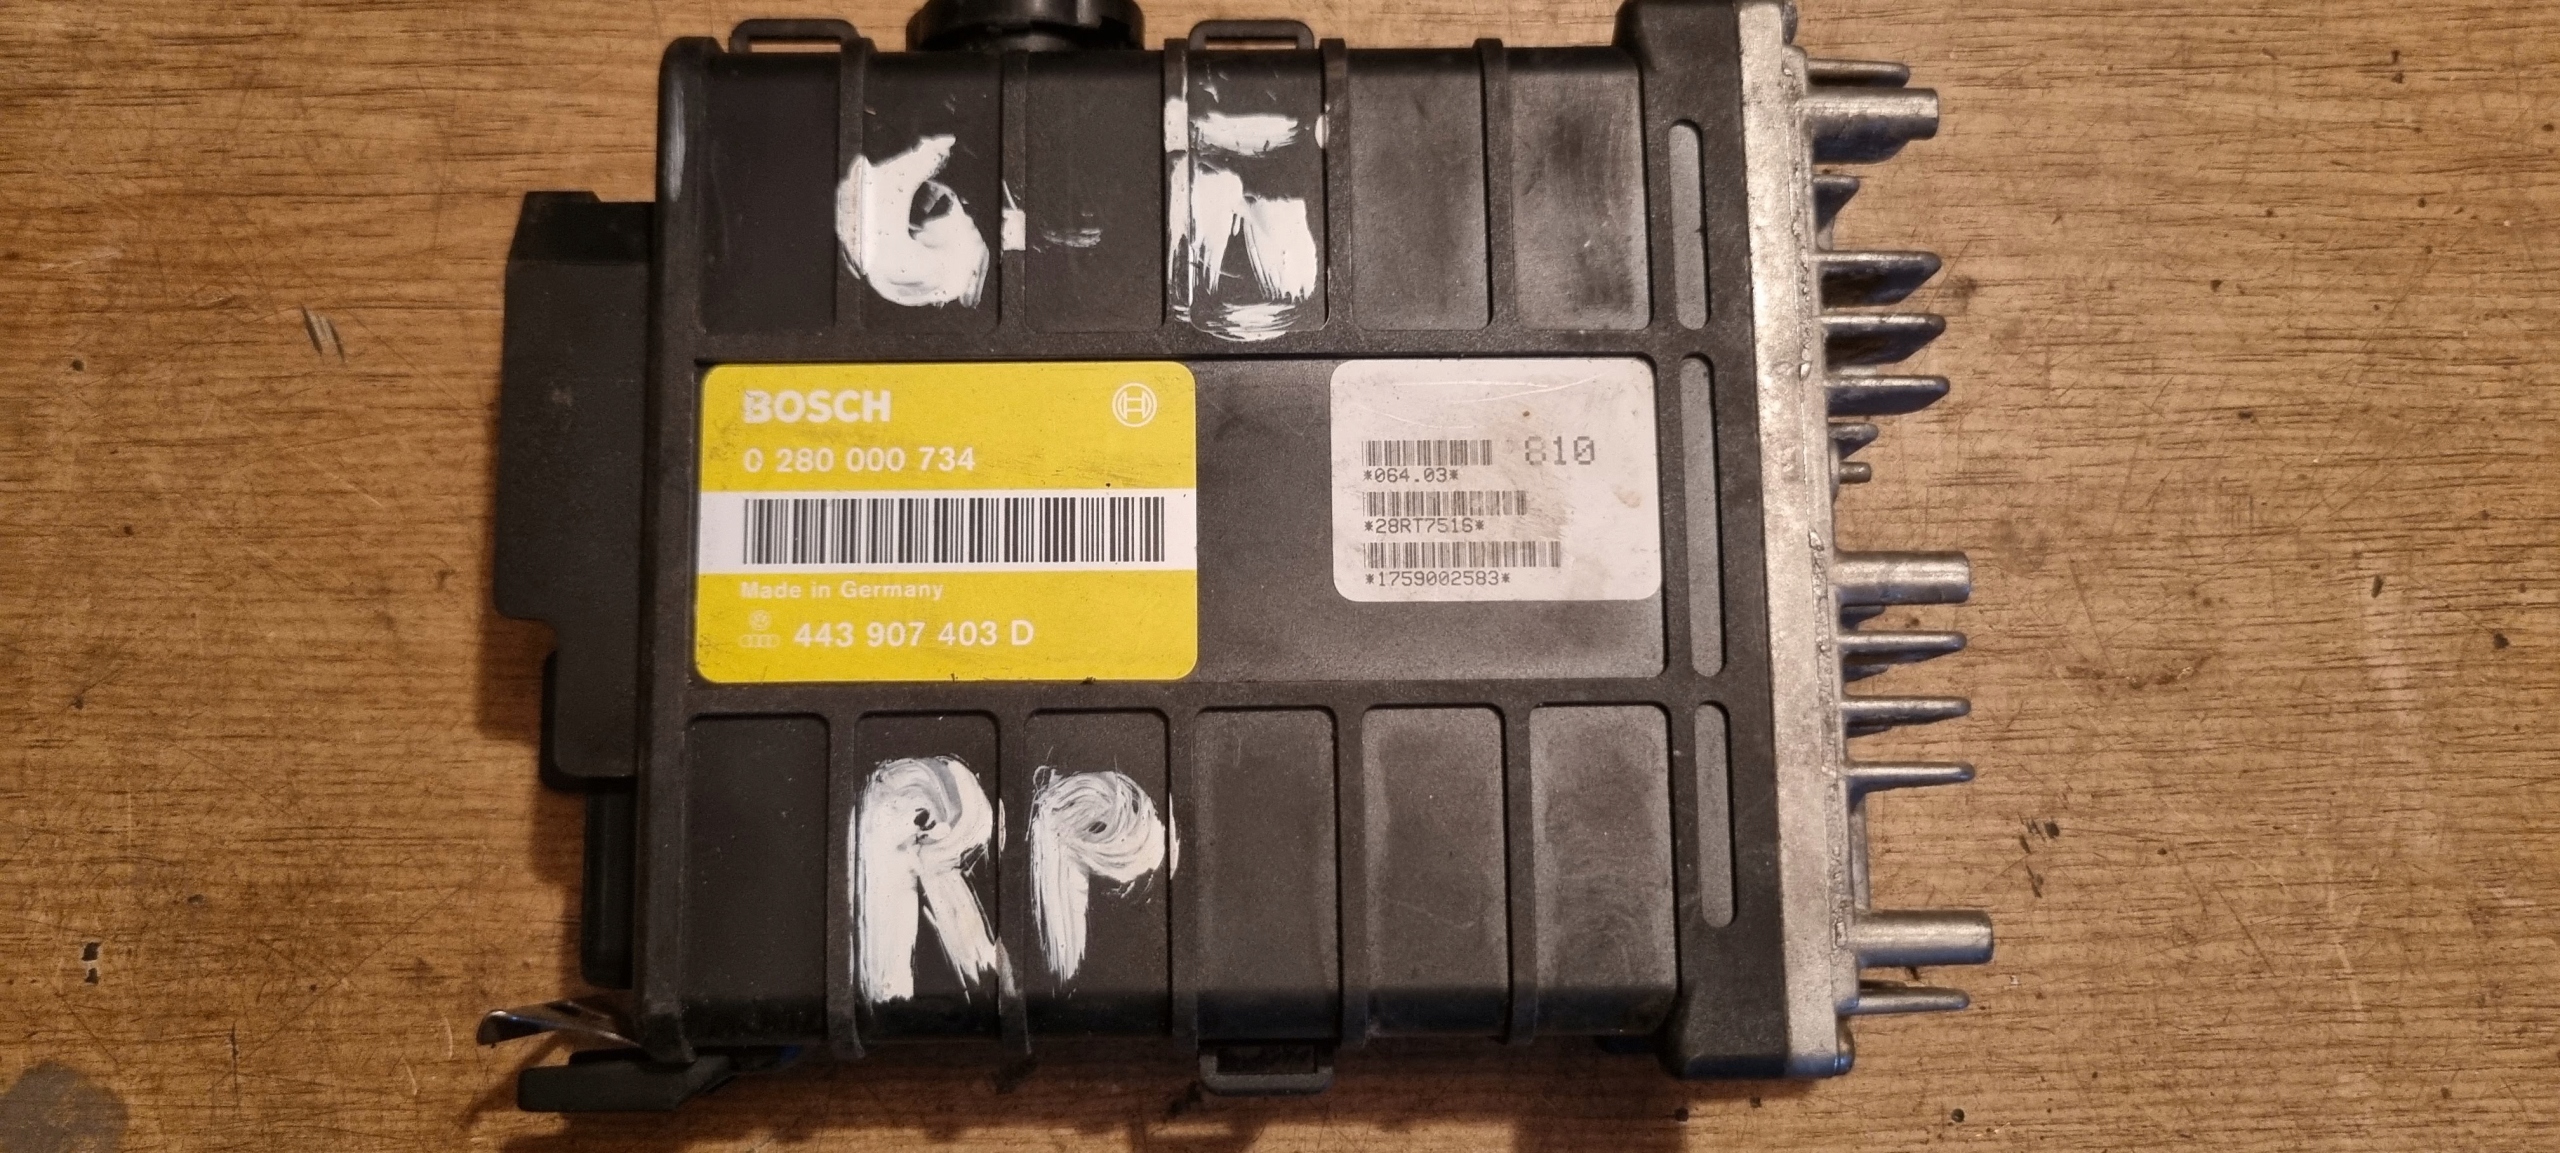 BOSCH
0 280 000 734
Made in Germany
443 907 403 D
810
*064.03*
*28RT7516*
*1759002583*
RP